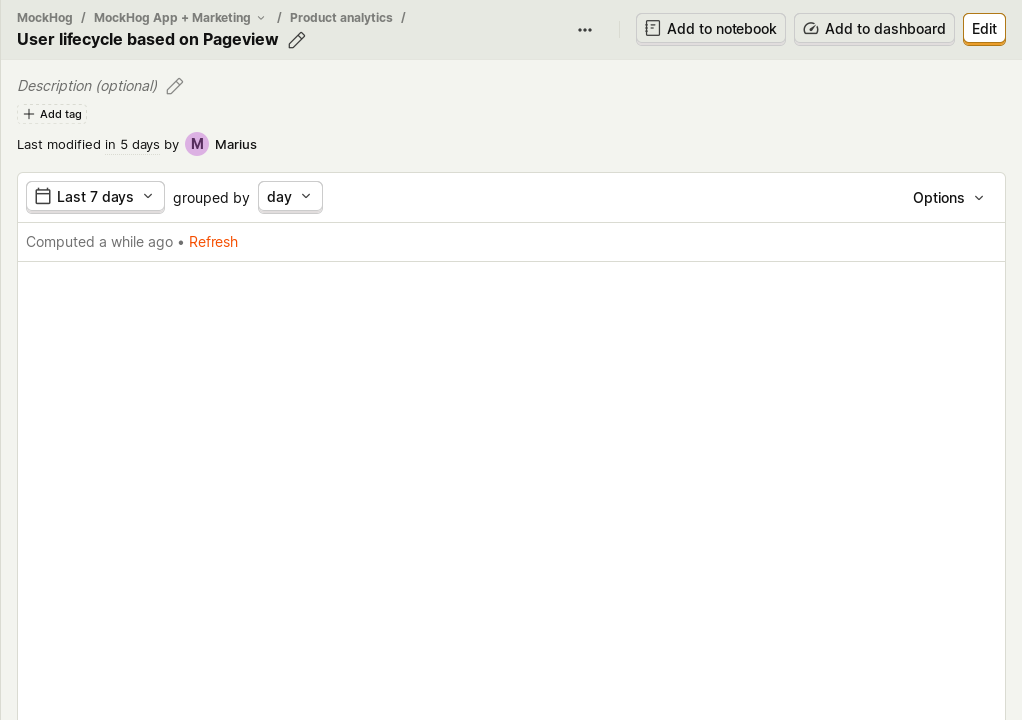 MockHog / MockHog App + Marketing / Product analytics /
User lifecycle based on Pageview
Add to notebook
Add to dashboard
Edit
Description (optional)
Add tag
Last modified in 5 days by M Marius
Last 7 days grouped by day
Options
Computed a while ago • Refresh